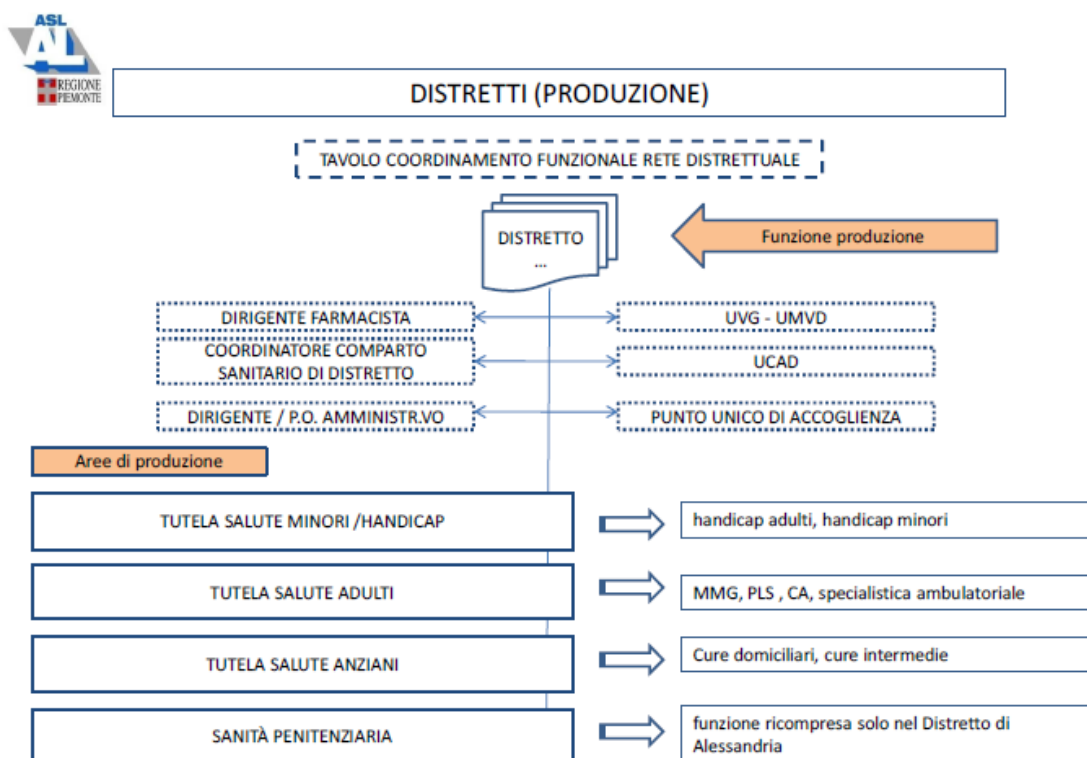 ASL
AL
REGIONE
PIEMONTE
DISTRETTI (PRODUZIONE)
TAVOLO COORDINAMENTO FUNZIONALE RETE DISTRETTUALE
DISTRETTO
...
Funzione produzione
DIRIGENTE FARMACISTA
UVG - UMVD
COORDINATORE COMPARTO
SANITARIO DI DISTRETTO
UCAD
DIRIGENTE / P.O. AMMINISTR.VO
PUNTO UNICO DI ACCOGLIENZA
Aree di produzione
TUTELA SALUTE MINORI /HANDICAP
handicap adulti, handicap minori
TUTELA SALUTE ADULTI
MMG, PLS , CA, specialistica ambulatoriale
TUTELA SALUTE ANZIANI
Cure domiciliari, cure intermedie
SANITÀ PENITENZIARIA
funzione ricompresa solo nel Distretto di
Alessandria